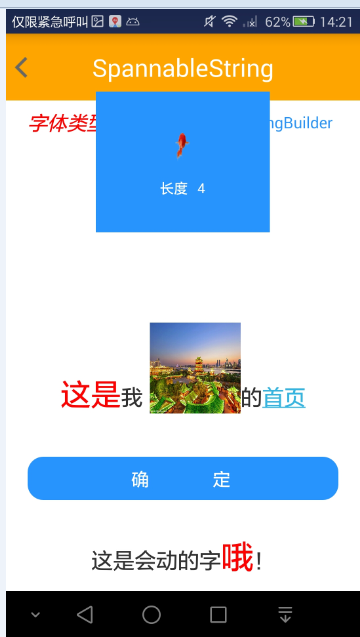 仅限紧急呼叫 62% 14:21
SpannableString
字体类型 ngBuilder
长度 4
这是我 的首页
确 定
这是会动的字哦!